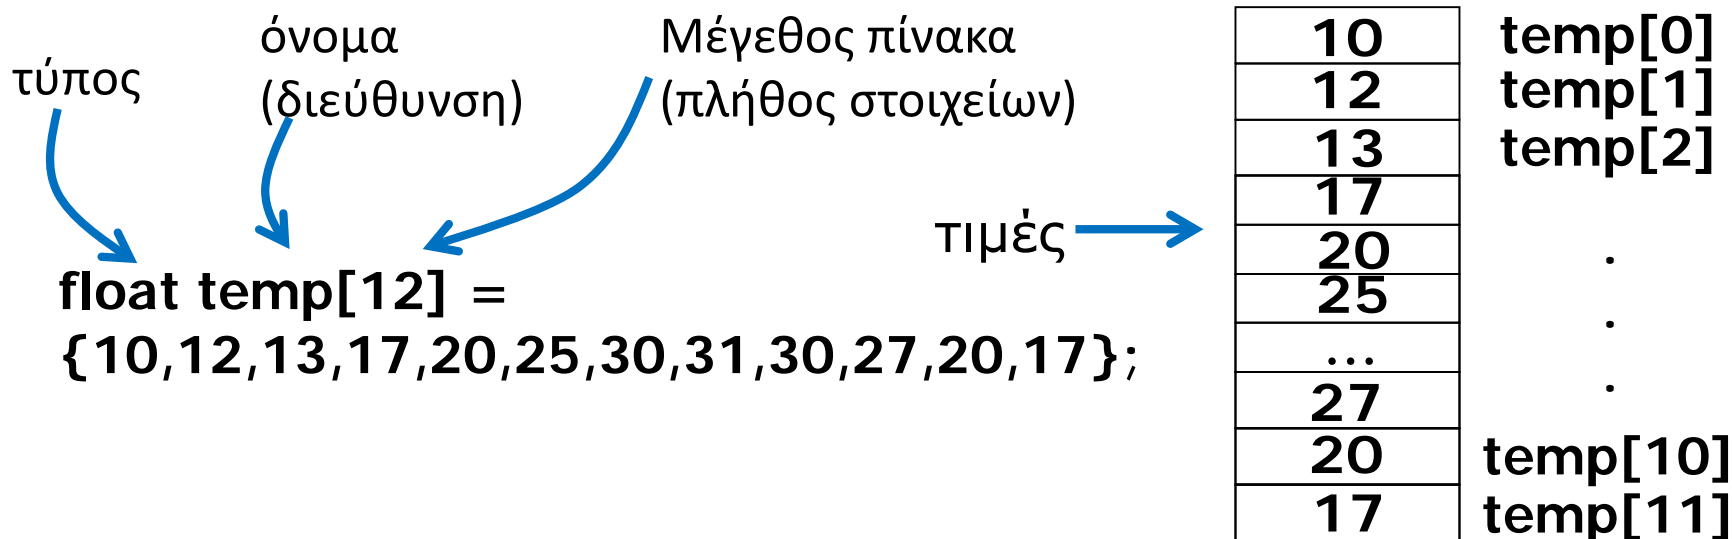 τύπος
όνομα
(διεύθυνση)
Μέγεθος πίνακα
(πλήθος στοιχείων)
float temp[12] =
{10,12,13,17,20,25,30,31,30,27,20,17};
τιμές
10 temp[0]
12 temp[1]
13 temp[2]
17
20 .
25
... .
27 .
20 temp[10]
17 temp[11]